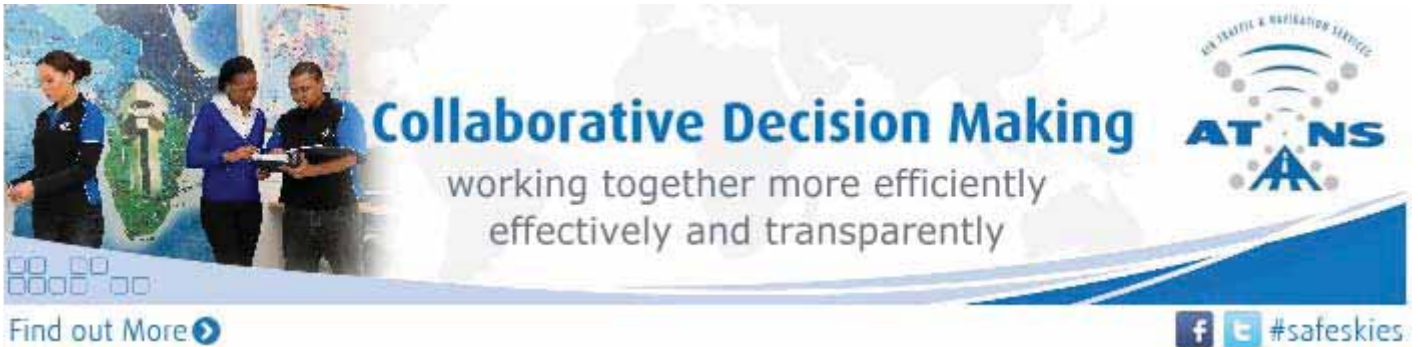 AIR TRAFFIC & NAVIGATION SERVICES
ATNS
Collaborative Decision Making
working together more efficiently
effectively and transparently
Find out More
#safeskies